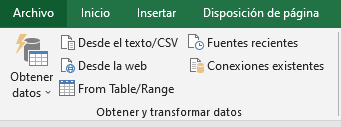 Archivo Inicio Insertar Disposición de página
Desde el texto/CSV Fuentes recientes
Obtener datos Desde la web Conexiones existentes
From Table/Range
Obtener y transformar datos